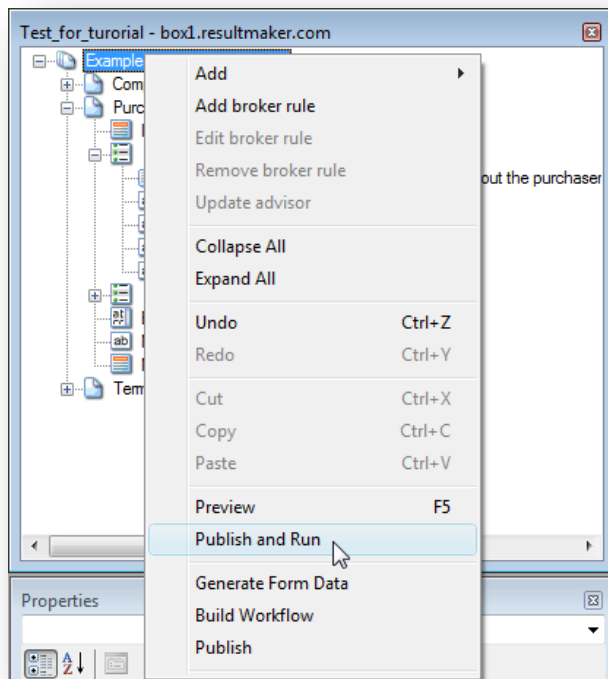 Test_for_turorial - box1.resultmaker.com
Example
Com
Purc
out the purchaser
Term
Add
Add broker rule
Edit broker rule
Remove broker rule
Update advisor
Collapse All
Expand All
Undo Ctrl+Z
Redo Ctrl+Y
Cut Ctrl+X
Copy Ctrl+C
Paste Ctrl+V
Preview F5
Publish and Run
Generate Form Data
Build Workflow
Publish
Properties